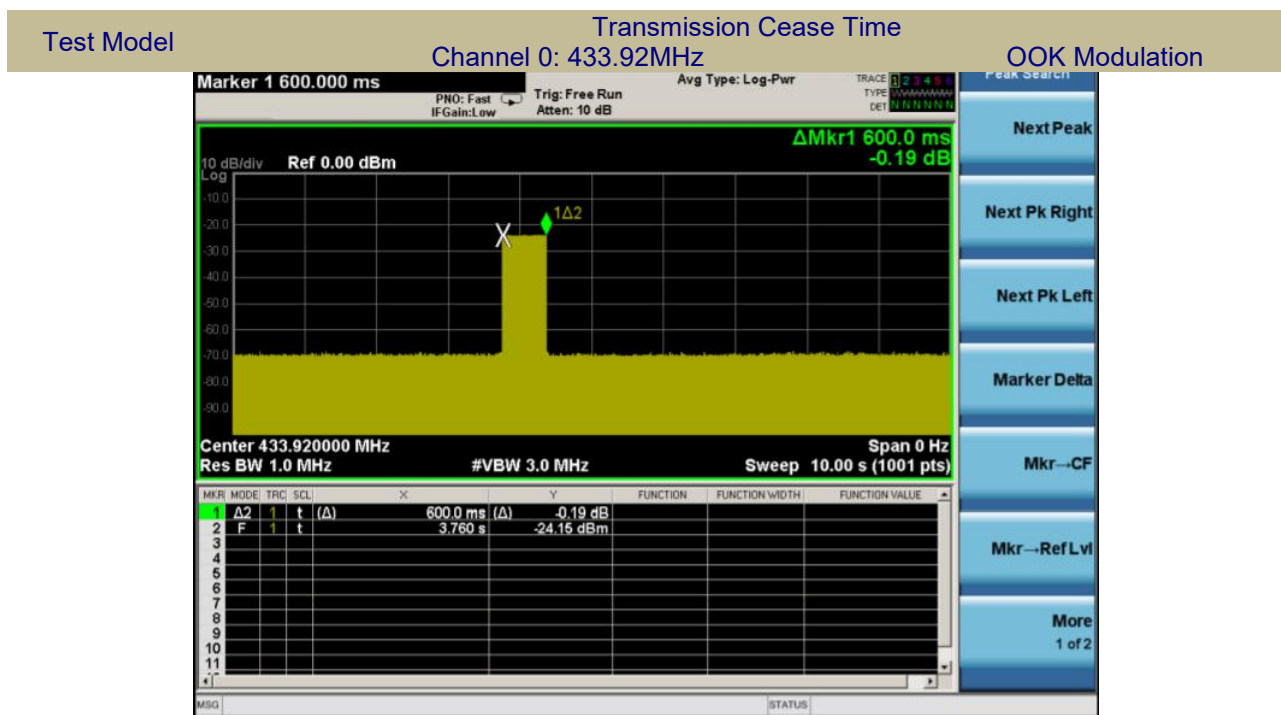 Test Model
Transmission Cease Time
Channel 0: 433.92MHz
OOK Modulation
Marker 1 600.000 ms
PNO: Fast
IFGain:Low
Trig: Free Run
Atten: 10 dB
Avg Type: Log-Pwr
TRACE 1 2 3 4 5 6
TYPE
DET N N N N N N
Peak Search
Next Peak
Next Pk Right
Next Pk Left
Marker Delta
Mkr→CF
Mkr→RefLvl
More
1 of 2
ΔMkr1 600.0 ms
-0.19 dB
10 dB/div Ref 0.00 dBm
Log
-10.0
-20.0
-30.0
-40.0
-50.0
-60.0
-70.0
-80.0
-90.0
X
1Δ2
Center 433.920000 MHz Span 0 Hz
Res BW 1.0 MHz #VBW 3.0 MHz Sweep 10.00 s (1001 pts)
MKR MODE TRC SCL X Y FUNCTION FUNCTION WIDTH FUNCTION VALUE
1 Δ2 1 t (Δ) 600.0 ms (Δ) -0.19 dB
2 F 1 t 3.760 s -24.15 dBm
3
4
5
6
7
8
9
10
11
MSG STATUS